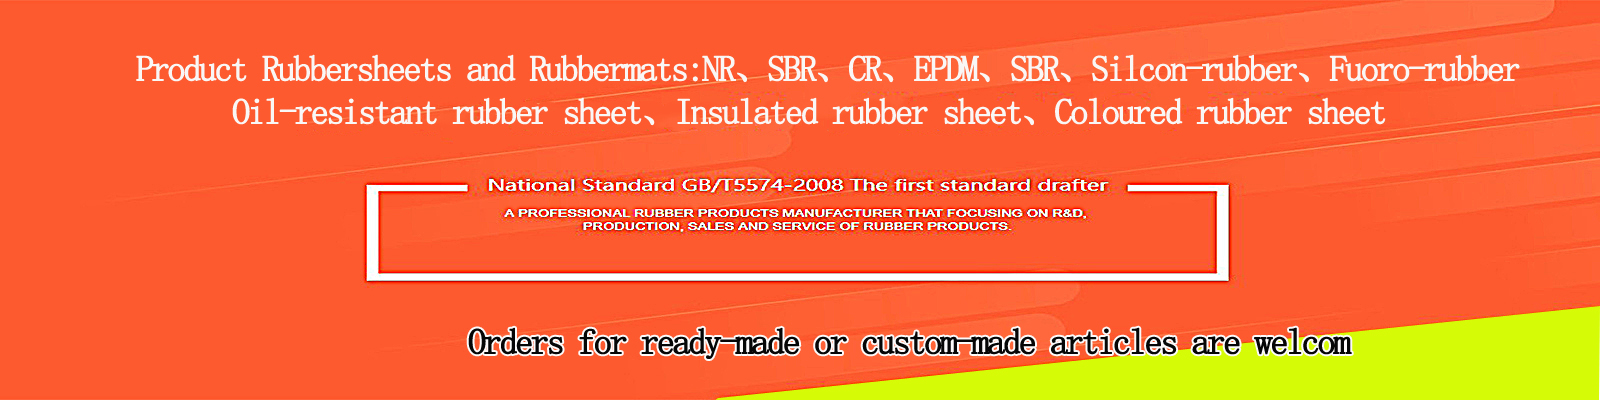 Product Rubbersheets and Rubbermats:NR、SBR、CR、EPDM、SBR、Silcon-rubber、Fuoro-rubber
Oil-resistant rubber sheet、Insulated rubber sheet、Coloured rubber sheet
National Standard GB/T5574-2008 The first standard drafter
A PROFESSIONAL RUBBER PRODUCTS MANUFACTURER THAT FOCUSING ON R&D,
PRODUCTION, SALES AND SERVICE OF RUBBER PRODUCTS.
Orders for ready-made or custom-made articles are welcom